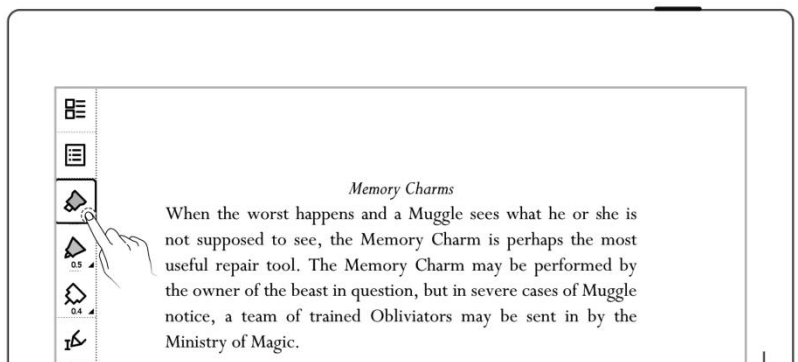 Memory Charms
When the worst happens and a Muggle sees what he or she is
not supposed to see, the Memory Charm is perhaps the most
0.5
useful repair tool. The Memory Charm may be performed by
the owner of the beast in question, but in severe cases of Muggle
0.4
notice, a team of trained Obliviators may be sent in by the
Ministry of Magic.